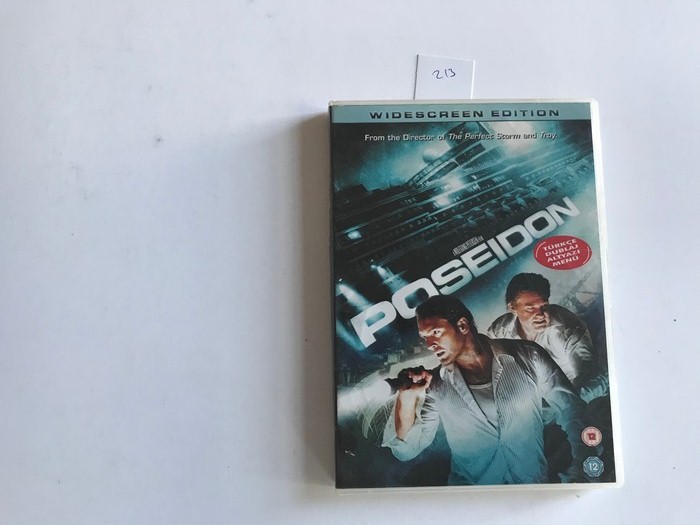 213
WIDESCREEN EDITION
From the Director of The Perfect Storm and Troy.
POSEIDON
TÜRKÇE
DUBLAJ
ALTYAZI
MENÜ
12
12